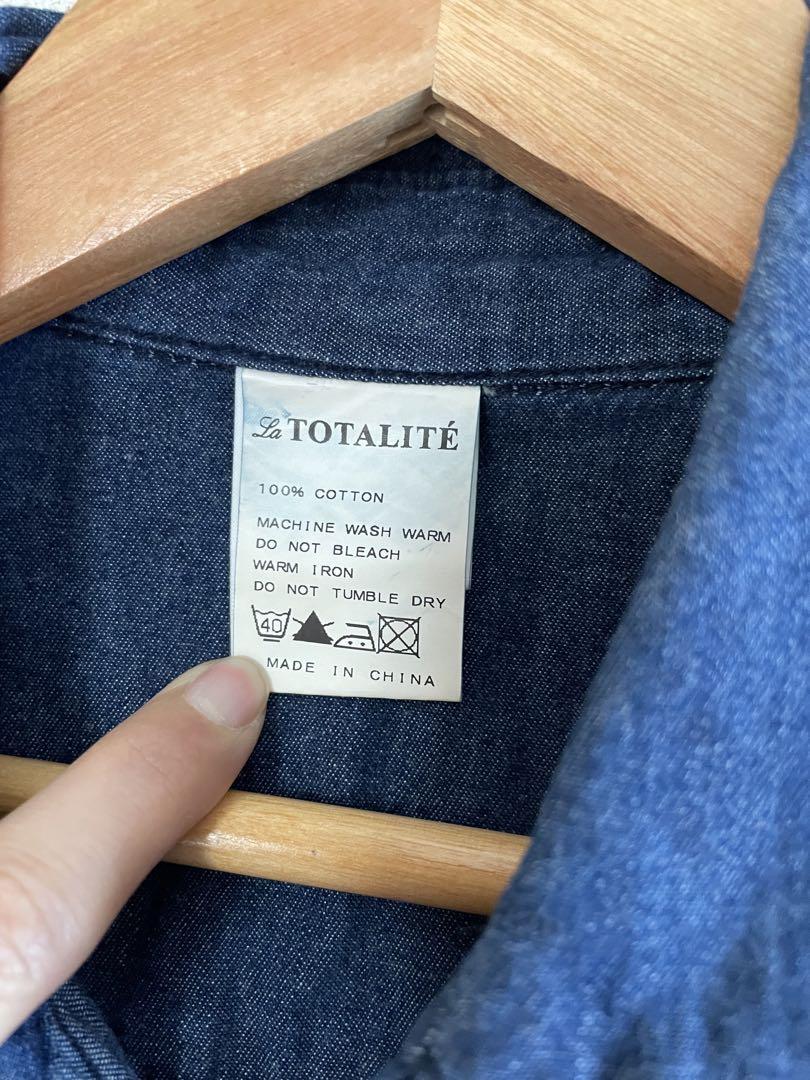 La TOTALITÉ
100% COTTON
MACHINE WASH WARM
DO NOT BLEACH
WARM IRON
DO NOT TUMBLE DRY
40
MADE IN CHINA